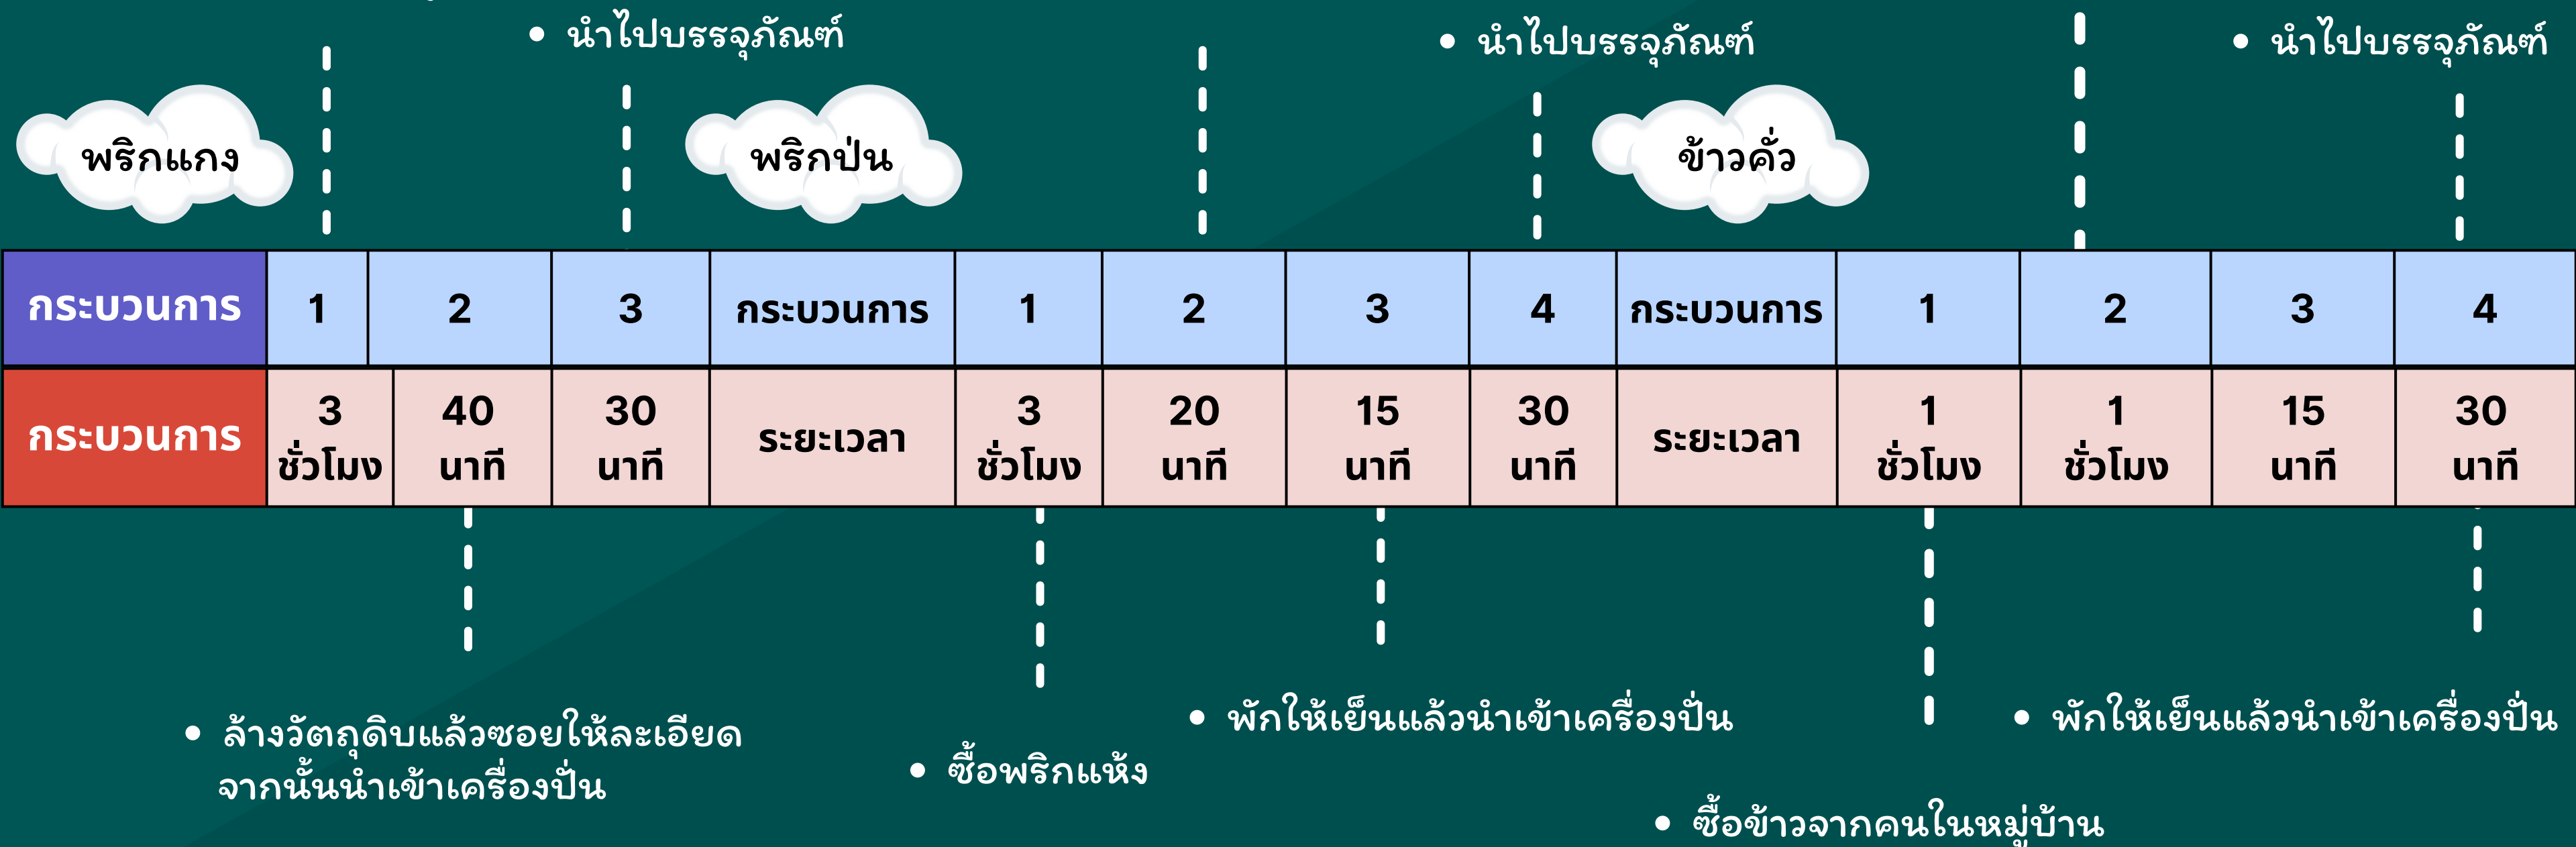 • นำไปบรรจุภัณฑ์
• นำไปบรรจุภัณฑ์
• นำไปบรรจุภัณฑ์
พริกแกง
พริกป่น
ข้าวคั่ว
กระบวนการ 1 2 3 กระบวนการ 1 2 3 4 กระบวนการ 1 2 3 4
กระบวนการ 3 ชั่วโมง 40 นาที 30 นาที ระยะเวลา 3 ชั่วโมง 20 นาที 15 นาที 30 นาที ระยะเวลา 1 ชั่วโมง 1 ชั่วโมง 15 นาที 30 นาที
• ล้างวัตถุดิบแล้วซอยให้ละเอียด
จากนั้นนำเข้าเครื่องปั่น
• ซื้อพริกแห้ง
• พักให้เย็นแล้วนำเข้าเครื่องปั่น
• ซื้อข้าวจากคนในหมู่บ้าน
• พักให้เย็นแล้วนำเข้าเครื่องปั่น